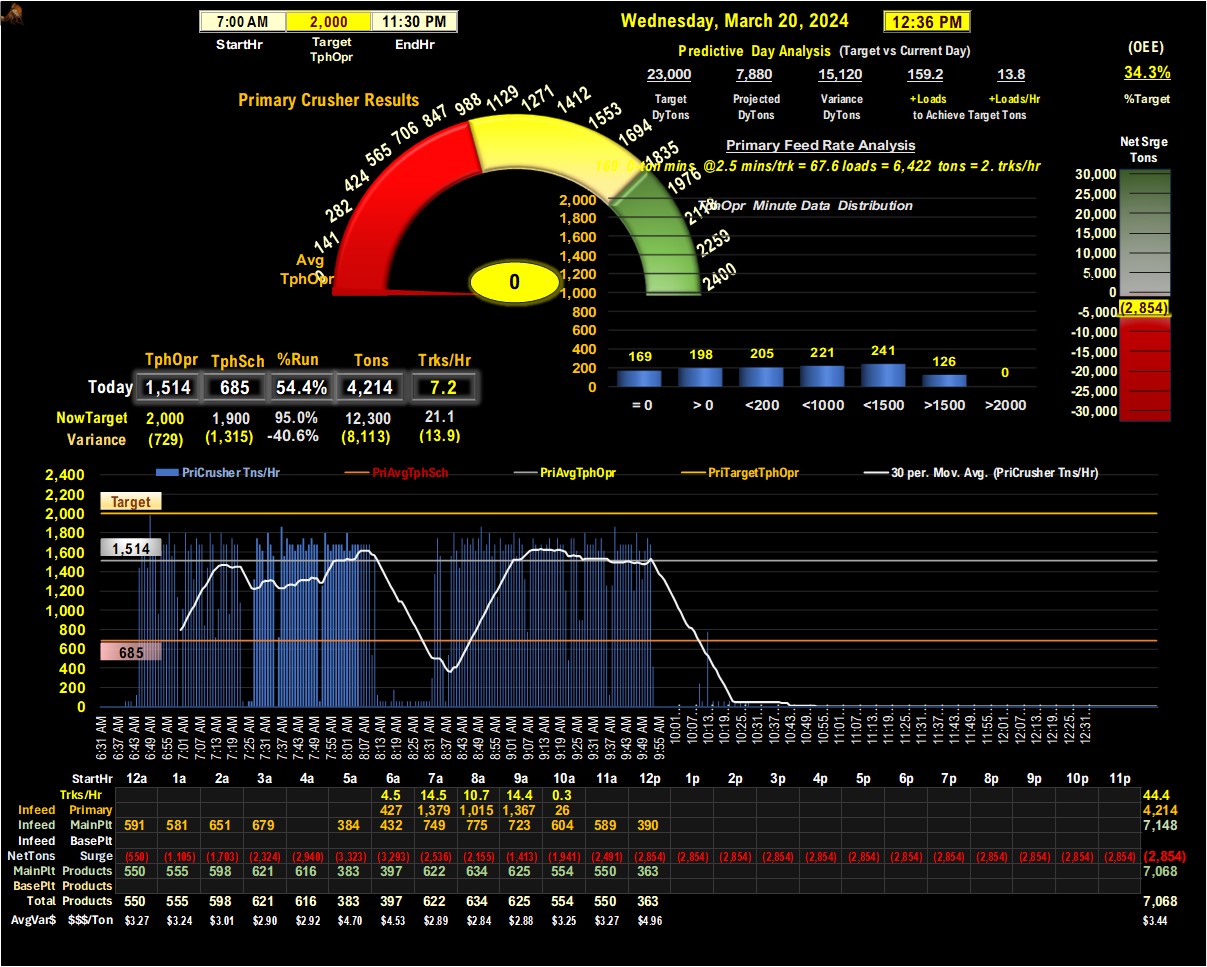 7:00 AM 2,000 11:30 PM
StartHr Target TphOpr EndHr
Wednesday, March 20, 2024 12:36 PM
Predictive Day Analysis (Target vs Current Day)
23,000 7,880 15,120 159.2 13.8
Target DyTons Projected DyTons Variance DyTons +Loads +Loads/Hr
to Achieve Target Tons
(OEE)
34.3%
%Target
Primary Crusher Results
0 141 282 424 565 706 847 988 1129 1271 1412 1553 1694 1835 1976 2259 2400
Avg
TphOpr
0
Primary Feed Rate Analysis
mins @2.5 mins/trk = 67.6 loads = 6,422 tons = 2. trks/hr
TphOpr Minute Data Distribution
2,000
1,800
1,600
1,400
1,200
1,000
800
600
400
200
0
169 198 205 221 241 126 0
= 0 > 0 <200 <1000 <1500 >1500 >2000
Net Srge
Tons
30,000
25,000
20,000
15,000
10,000
5,000
0
-5,000 (2,854)
-10,000
-15,000
-20,000
-25,000
-30,000
TphOpr TphSch %Run Tons Trks/Hr
Today 1,514 685 54.4% 4,214 7.2
NowTarget 2,000 1,900 95.0% 12,300 21.1
Variance (729) (1,315) -40.6% (8,113) (13.9)
PriCrusher Tns/Hr PriAvgTphSch PriAvgTphOpr PriTargetTphOpr 30 per. Mov. Avg. (PriCrusher Tns/Hr)
2,400
2,200
2,000
1,800
1,600
1,400
1,200
1,000
800
600
400
200
0
Target
1,514
685
6:31 AM 6:37 AM 6:43 AM 6:49 AM 6:55 AM 7:01 AM 7:07 AM 7:13 AM 7:19 AM 7:25 AM 7:31 AM 7:37 AM 7:43 AM 7:49 AM 7:55 AM 8:01 AM 8:07 AM 8:13 AM 8:19 AM 8:25 AM 8:31 AM 8:37 AM 8:43 AM 8:49 AM 8:55 AM 9:01 AM 9:07 AM 9:13 AM 9:19 AM 9:25 AM 9:31 AM 9:37 AM 9:43 AM 9:49 AM 9:55 AM 10:01... 10:07... 10:13... 10:19... 10:25... 10:31... 10:37... 10:43... 10:49... 10:55... 11:01... 11:07... 11:13... 11:19... 11:25... 11:31... 11:37... 11:43... 11:49... 11:55... 12:01... 12:07... 12:13... 12:19... 12:25... 12:31...
StartHr 12a 1a 2a 3a 4a 5a 6a 7a 8a 9a 10a 11a 12p 1p 2p 3p 4p 5p 6p 7p 8p 9p 10p 11p
Trks/Hr 4.5 14.5 10.7 14.4 0.3 44.4
Infeed Primary 427 1,379 1,015 1,367 26 4,214
Infeed MainPlt 591 581 651 679 384 432 749 775 723 604 589 390 7,148
Infeed BasePlt
NetTons Surge (550) (1,105) (1,703) (2,324) (2,940) (3,323) (3,293) (2,536) (2,155) (1,413) (1,941) (2,491) (2,854) (2,854) (2,854) (2,854) (2,854) (2,854) (2,854) (2,854) (2,854) (2,854) (2,854) (2,854) (2,854)
MainPlt Products 550 555 598 621 616 383 397 622 634 625 554 550 363 7,068
BasePlt Products
Total Products 550 555 598 621 616 383 397 622 634 625 554 550 363 7,068
AvgVar$ $$$/Ton $3.27 $3.24 $3.01 $2.90 $2.92 $4.70 $4.53 $2.89 $2.84 $2.88 $3.25 $3.27 $4.96 $3.44